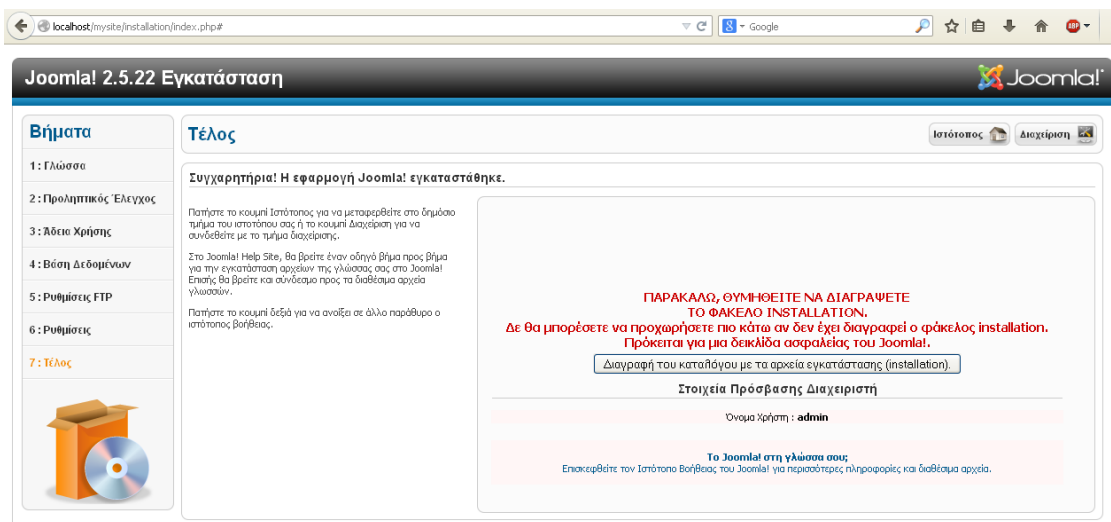 localhost/mysite/installation/index.php#
Google
ABP
Joomla! 2.5.22 Εγκατάσταση
Joomla!
Βήματα
1 : Γλώσσα
2 : Προληπτικός Έλεγχος
3 : Άδεια Χρήσης
4 : Βάση Δεδομένων
5 : Ρυθμίσεις FTP
6 : Ρυθμίσεις
7 : Τέλος
Τέλος
Ιστότοπος
Διαχείριση
Συγχαρητήρια! Η εφαρμογή Joomla! εγκαταστάθηκε.
Πατήστε το κουμπί Ιστότοπος για να μεταφερθείτε στο δημόσιο
τμήμα του ιστοτόπου σας ή το κουμπί Διαχείριση για να
συνδεθείτε με το τμήμα διαχείρισης.
Στο Joomla! Help Site, θα βρείτε έναν οδηγό βήμα προς βήμα
για την εγκατάσταση αρχείων της γλώσσας σας στο Joomla!
Επισής θα βρείτε και σύνδεσμο προς τα διαθέσιμα αρχεία
γλωσσών.
Πατήστε το κουμπί δεξιά για να ανοίξει σε άλλο παράθυρο ο
ιστότοπος βοήθειας.
ΠΑΡΑΚΑΛΩ, ΘΥΜΗΘΕΙΤΕ ΝΑ ΔΙΑΓΡΑΨΕΤΕ
ΤΟ ΦΑΚΕΛΟ INSTALLATION.
Δε θα μπορέσετε να προχωρήσετε πιο κάτω αν δεν έχει διαγραφεί ο φάκελος installation.
Πρόκειται για μια δεικλίδα ασφαλείας του Joomla!.
Διαγραφή του καταλόγου με τα αρχεία εγκατάστασης (installation).
Στοιχεία Πρόσβασης Διαχειριστή
Όνομα Χρήστη : admin
Το Joomla! στη γλώσσα σου;
Επισκεφθείτε τον Ιστότοπο Βοήθειας του Joomla! για περισσότερες πληροφορίες και διαθέσιμα αρχεία.